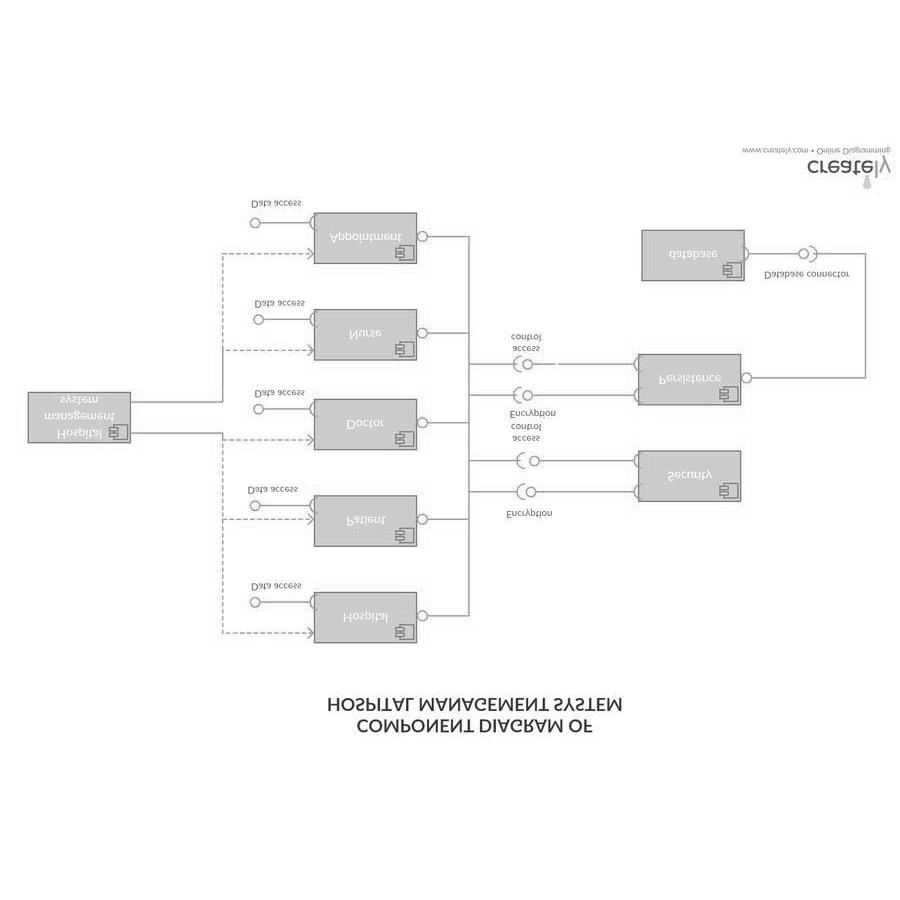 COMPONENT DIAGRAM OF
HOSPITAL MANAGEMENT SYSTEM
Hospital
management
system
Data access
Hospital
Data access
Patient
Data access
Doctor
Data access
Nurse
Data access
Appointment
Encryption
access
control
Encryption
access
control
Security
Persistence
Database connector
database
creately
www.creately.com • Online Diagramming